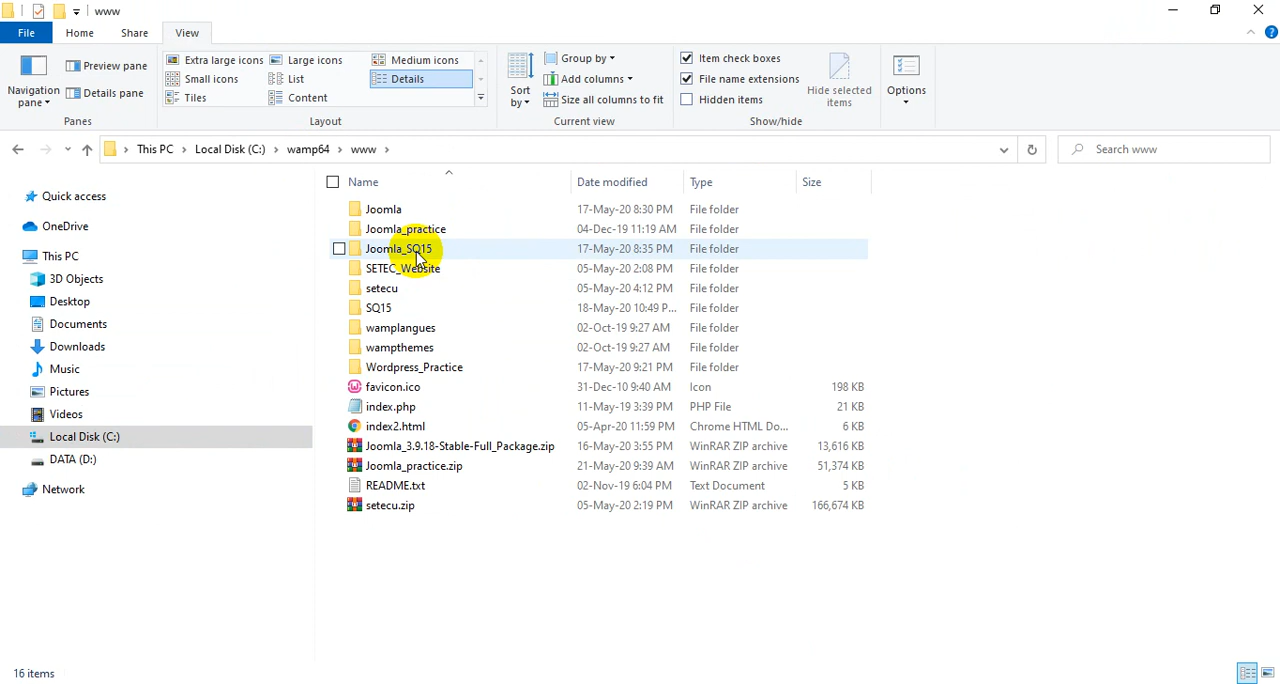 www
File Home Share View
Extra large icons Large icons Medium icons Group by Item check boxes
Preview pane Small icons List Details Add columns File name extensions
Navigation pane Details pane Tiles Content Sort by Size all columns to fit Hidden items Hide selected items Options
Panes Layout Current view Show/hide
This PC Local Disk (C:) wamp64 www Search www
Quick access
OneDrive
This PC
3D Objects
Desktop
Documents
Downloads
Music
Pictures
Videos
Local Disk (C:)
DATA (D:)
Network
Name Date modified Type Size
Joomla 17-May-20 8:30 PM File folder
Joomla_practice 04-Dec-19 11:19 AM File folder
Joomla_SQ15 17-May-20 8:35 PM File folder
SETEC_Website 05-May-20 2:08 PM File folder
setecu 05-May-20 4:12 PM File folder
SQ15 18-May-20 10:49 P... File folder
wamplangues 02-Oct-19 9:27 AM File folder
wampthemes 02-Oct-19 9:27 AM File folder
Wordpress_Practice 17-May-20 9:21 PM File folder
favicon.ico 31-Dec-10 9:40 AM Icon 198 KB
index.php 11-May-19 3:39 PM PHP File 21 KB
index2.html 05-Apr-20 11:59 PM Chrome HTML Do... 6 KB
Joomla_3.9.18-Stable-Full_Package.zip 16-May-20 3:55 PM WinRAR ZIP archive 13,616 KB
Joomla_practice.zip 21-May-20 9:39 AM WinRAR ZIP archive 51,374 KB
README.txt 02-Nov-19 6:04 PM Text Document 5 KB
setecu.zip 05-May-20 2:19 PM WinRAR ZIP archive 166,674 KB
16 items